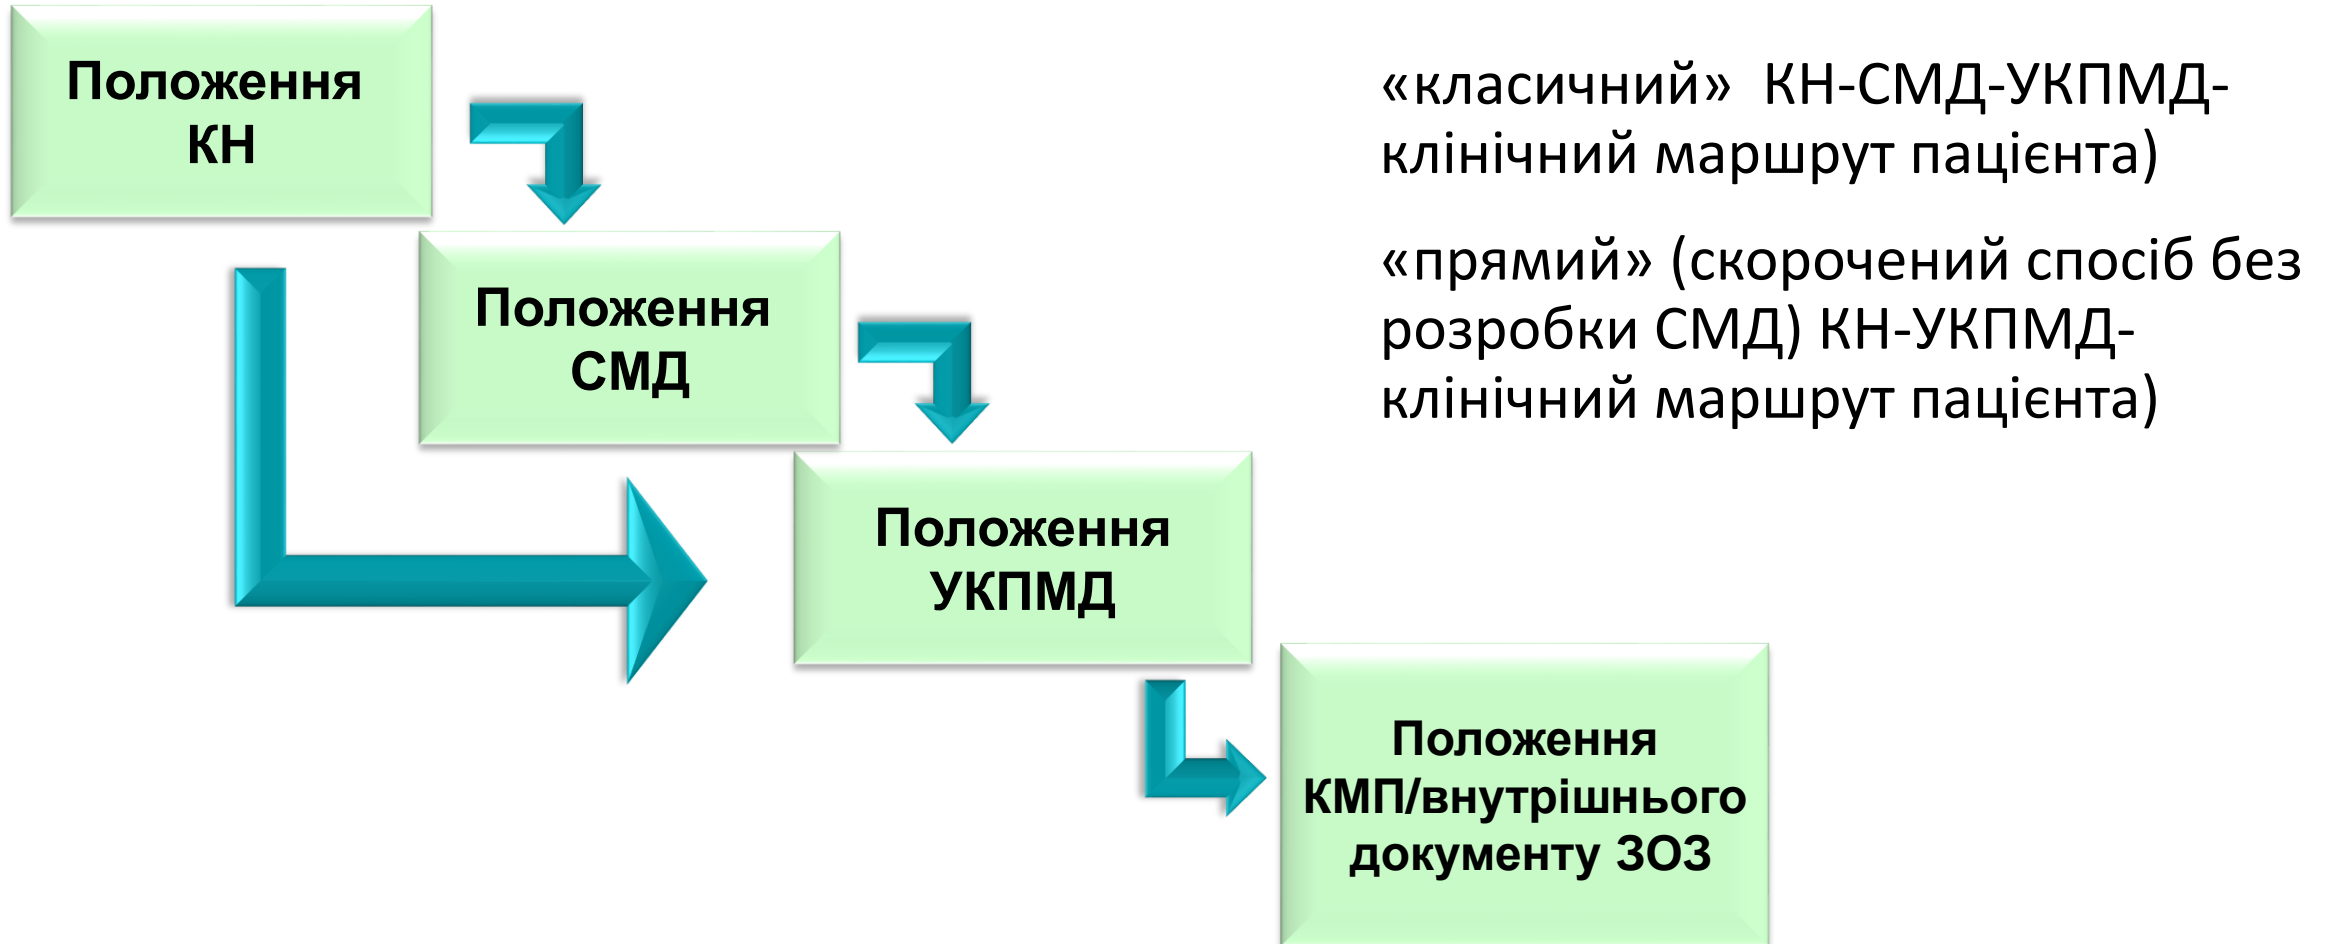 Положення
КН
Положення
СМД
Положення
УКПМД
Положення
КМП/внутрішнього
документу ЗОЗ
«класичний»  КН-СМД-УКПМД-
клінічний маршрут пацієнта)
«прямий» (скорочений спосіб без
розробки СМД) КН-УКПМД-
клінічний маршрут пацієнта)